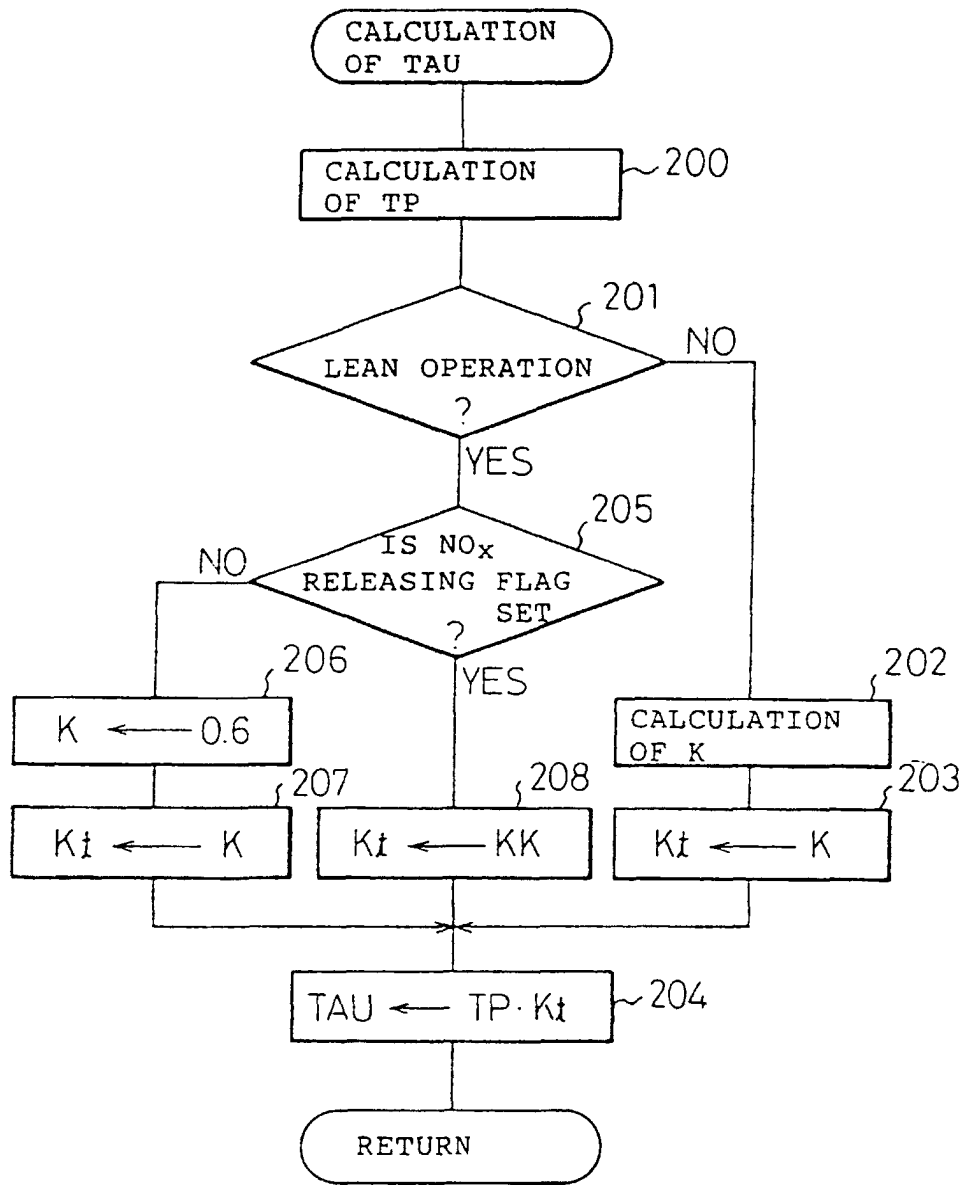 CALCULATION
OF TAU
CALCULATION
OF TP
200
201
LEAN OPERATION
?
NO
YES
205
IS NOx
RELEASING FLAG
SET
?
NO
YES
206
K ← 0.6
202
CALCULATION
OF K
207
Kt ← K
208
Kt ← KK
203
Kt ← K
TAU ← TP · Kt
204
RETURN